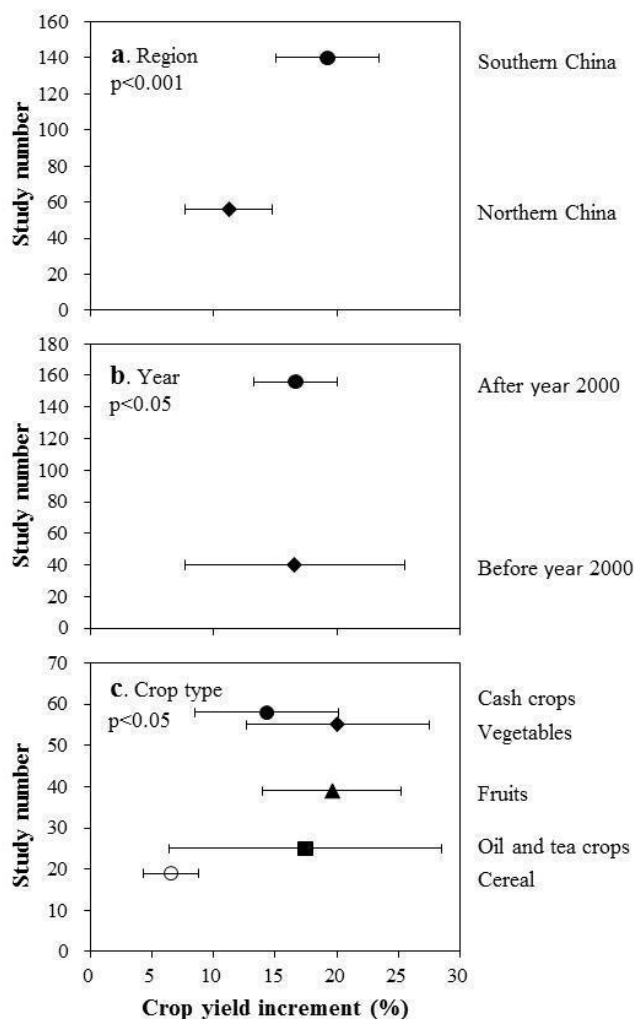 160
140
120
100
80
60
40
20
0
Study number
a. Region
p<0.001
Southern China
Northern China
180
160
140
120
100
80
60
40
20
0
Study number
b. Year
p<0.05
After year 2000
Before year 2000
70
60
50
40
30
20
10
0
Study number
c. Crop type
p<0.05
Cash crops
Vegetables
Fruits
Oil and tea crops
Cereal
0 5 10 15 20 25 30
Crop yield increment (%)